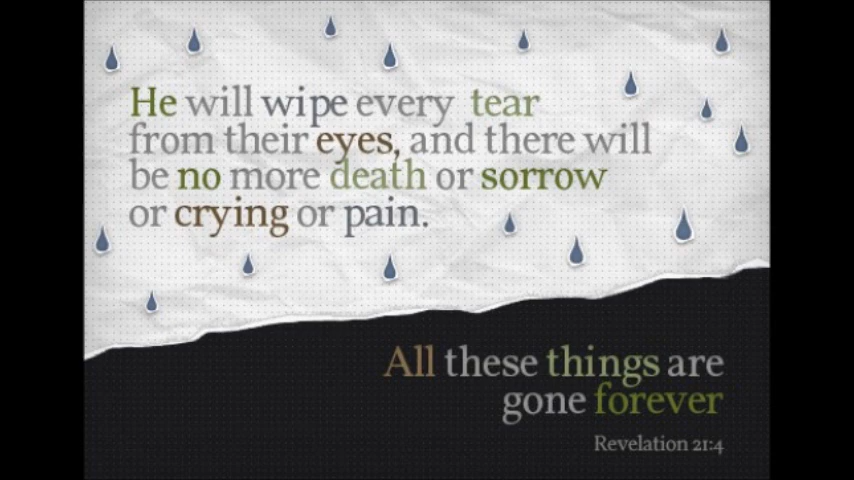 He will wipe every tear
from their eyes, and there will
be no more death or sorrow
or crying or pain.
All these things are
gone forever
Revelation 21:4